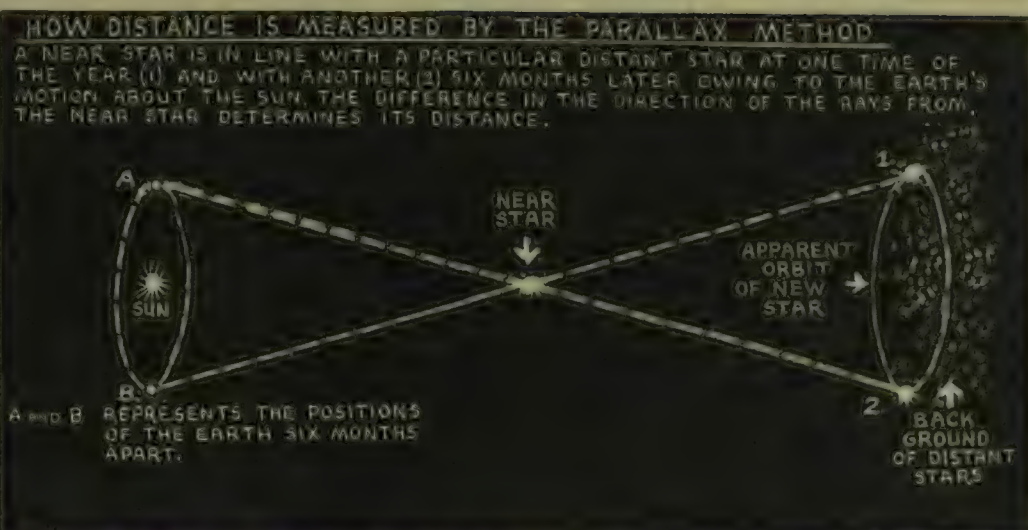 HOW DISTANCE IS MEASURED BY THE PARALLAX METHOD
A NEAR STAR IS IN LINE WITH A PARTICULAR DISTANT STAR AT ONE TIME OF
THE YEAR (1) AND WITH ANOTHER (2) SIX MONTHS LATER OWING TO THE EARTH'S
MOTION ABOUT THE SUN. THE DIFFERENCE IN THE DIRECTION OF THE RAYS FROM
THE NEAR STAR DETERMINES ITS DISTANCE.
A
1
NEAR
STAR
APPARENT
ORBIT
OF NEW
STAR
SUN
B
2
A AND B REPRESENTS THE POSITIONS
OF THE EARTH SIX MONTHS
APART.
BACK
GROUND
OF DISTANT
STARS